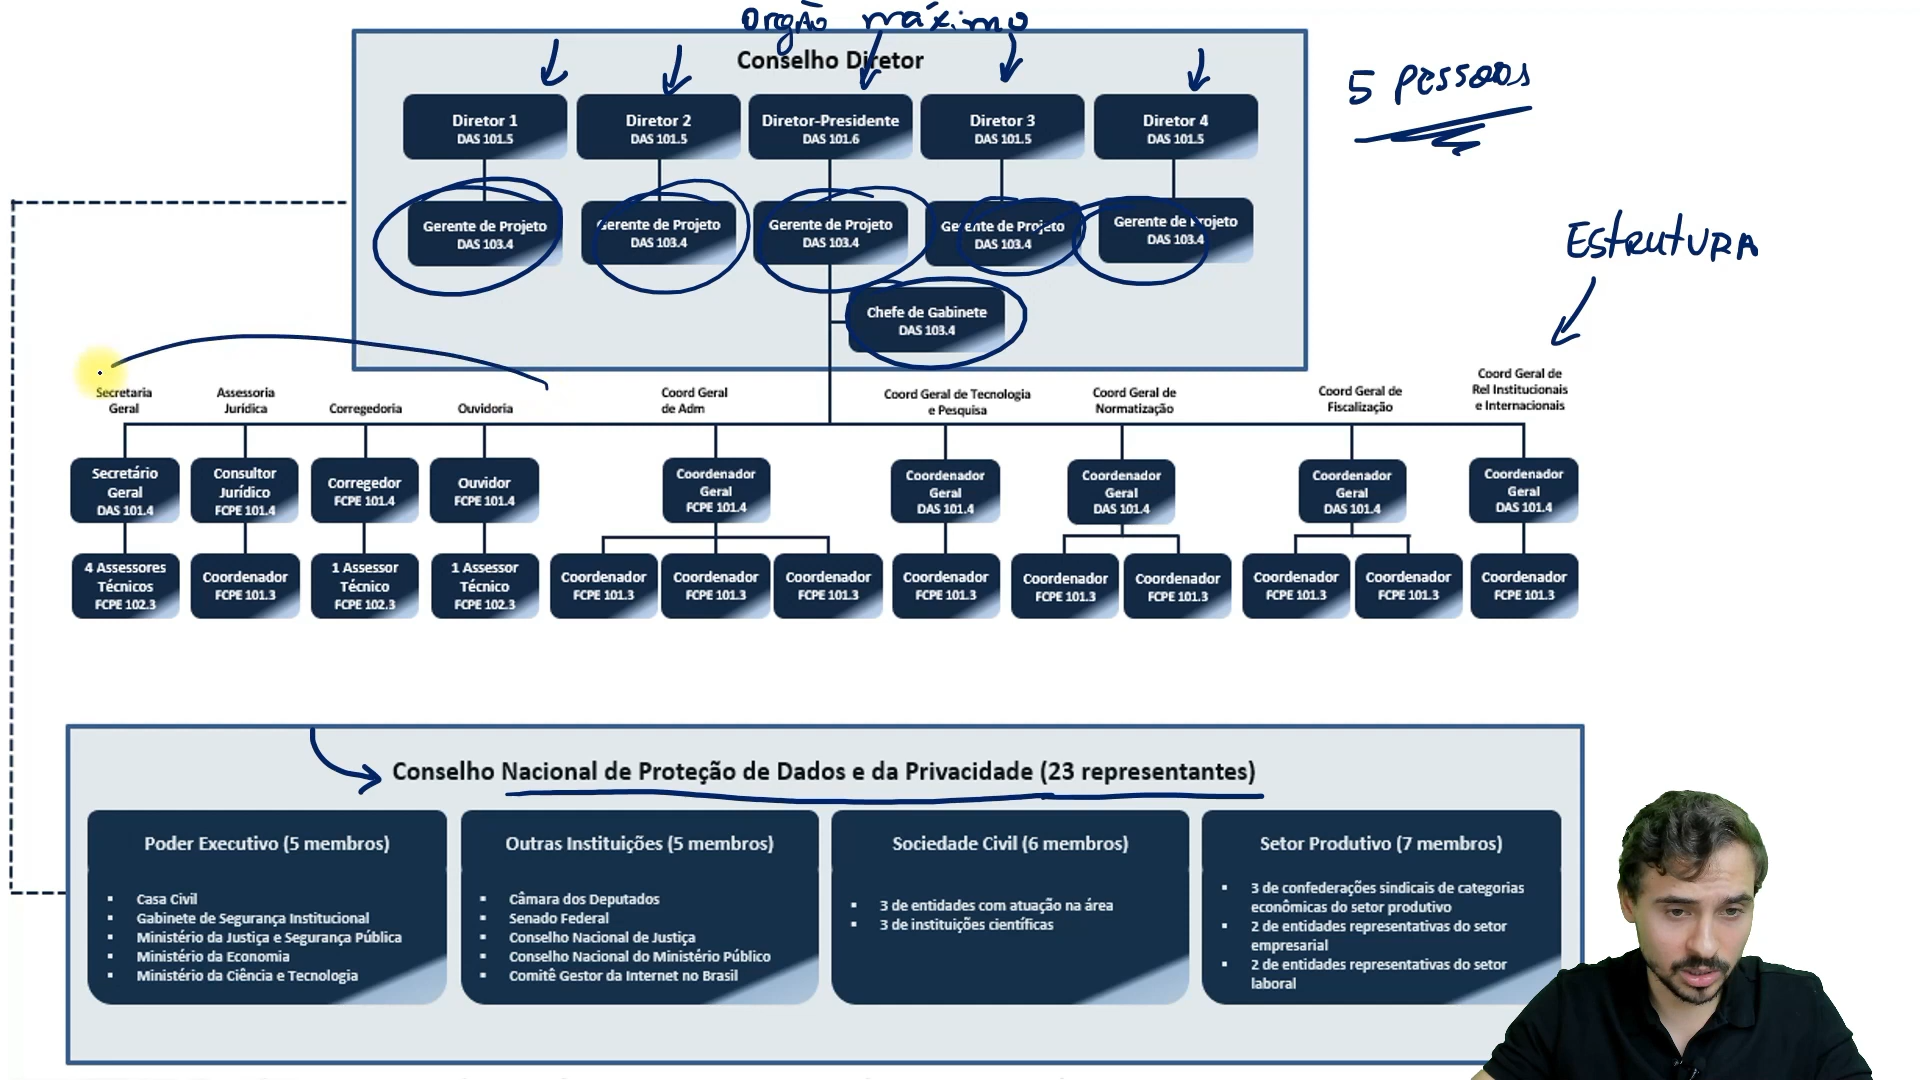 órgão máximo
Conselho Diretor
5 PESSOAS
Diretor 1
DAS 101.5
Diretor 2
DAS 101.5
Diretor-Presidente
DAS 101.6
Diretor 3
DAS 101.5
Diretor 4
DAS 101.5
Gerente de Projeto
DAS 103.4
Gerente de Projeto
DAS 103.4
Gerente de Projeto
DAS 103.4
Gerente de Projeto
DAS 103.4
Gerente de Projeto
DAS 103.4
ESTRUTURA
Chefe de Gabinete
DAS 103.4
Secretaria
Geral
Assessoria
Jurídica
Corregedoria
Ouvidoria
Coord Geral
de Adm
Coord Geral de Tecnologia
e Pesquisa
Coord Geral de
Normatização
Coord Geral de
Fiscalização
Coord Geral de
Rel Institucionais
e Internacionais
Secretário
Geral
DAS 101.4
Consultor
Jurídico
FCPE 101.4
Corregedor
FCPE 101.4
Ouvidor
FCPE 101.4
Coordenador
Geral
FCPE 101.4
Coordenador
Geral
DAS 101.4
Coordenador
Geral
DAS 101.4
Coordenador
Geral
DAS 101.4
Coordenador
Geral
DAS 101.4
4 Assessores
Técnicos
FCPE 102.3
Coordenador
FCPE 101.3
1 Assessor
Técnico
FCPE 102.3
1 Assessor
Técnico
FCPE 102.3
Coordenador
FCPE 101.3
Coordenador
FCPE 101.3
Coordenador
FCPE 101.3
Coordenador
FCPE 101.3
Coordenador
FCPE 101.3
Coordenador
FCPE 101.3
Coordenador
FCPE 101.3
Coordenador
FCPE 101.3
Coordenador
FCPE 101.3
Conselho Nacional de Proteção de Dados e da Privacidade (23 representantes)
Poder Executivo (5 membros)
▪ Casa Civil
▪ Gabinete de Segurança Institucional
▪ Ministério da Justiça e Segurança Pública
▪ Ministério da Economia
▪ Ministério da Ciência e Tecnologia
Outras Instituições (5 membros)
▪ Câmara dos Deputados
▪ Senado Federal
▪ Conselho Nacional de Justiça
▪ Conselho Nacional do Ministério Público
▪ Comitê Gestor da Internet no Brasil
Sociedade Civil (6 membros)
▪ 3 de entidades com atuação na área
▪ 3 de instituições científicas
Setor Produtivo (7 membros)
▪ 3 de confederações sindicais de categorias
econômicas do setor produtivo
▪ 2 de entidades representativas do setor
empresarial
▪ 2 de entidades representativas do setor
laboral